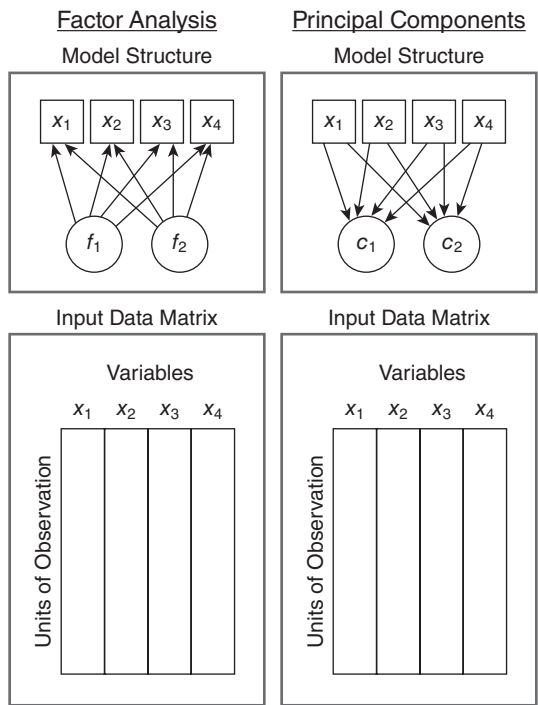 Factor Analysis
Model Structure
x1 x2 x3 x4
f1 f2
Input Data Matrix
Variables
x1 x2 x3 x4
Units of Observation
Principal Components
Model Structure
x1 x2 x3 x4
c1 c2
Input Data Matrix
Variables
x1 x2 x3 x4
Units of Observation